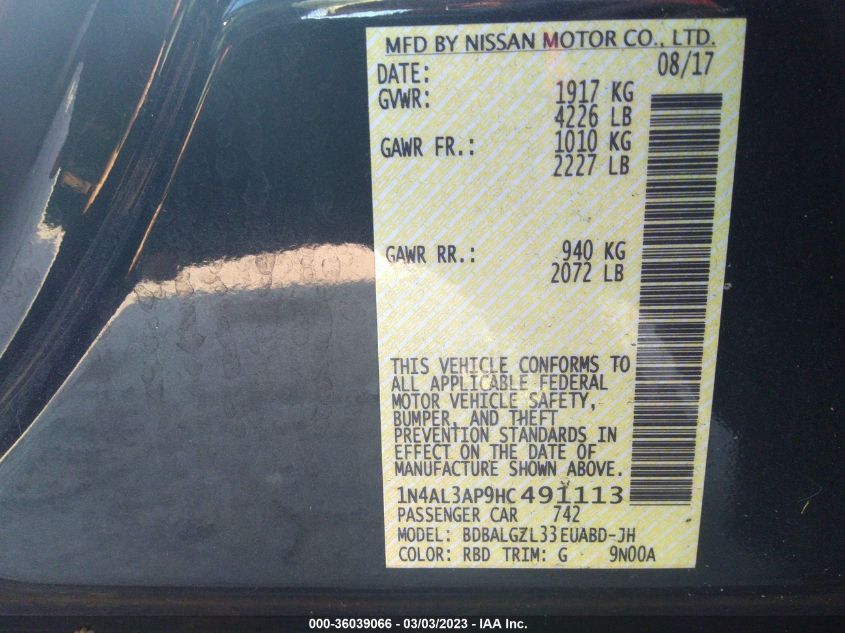 MFD BY NISSAN MOTOR CO., LTD.
DATE: 08/17
GVWR: 1917 KG
4226 LB
GAWR FR.: 1010 KG
2227 LB
GAWR RR.: 940 KG
2072 LB
THIS VEHICLE CONFORMS TO
ALL APPLICABLE FEDERAL
MOTOR VEHICLE SAFETY,
BUMPER, AND THEFT
PREVENTION STANDARDS IN
EFFECT ON THE DATE OF
MANUFACTURE SHOWN ABOVE.
1N4AL3AP9HC491113
PASSENGER CAR 742
MODEL: BDBALGZL33EUABD-JH
COLOR: RBD TRIM: G 9N00A
000-36039066 - 03/03/2023 - IAA Inc.